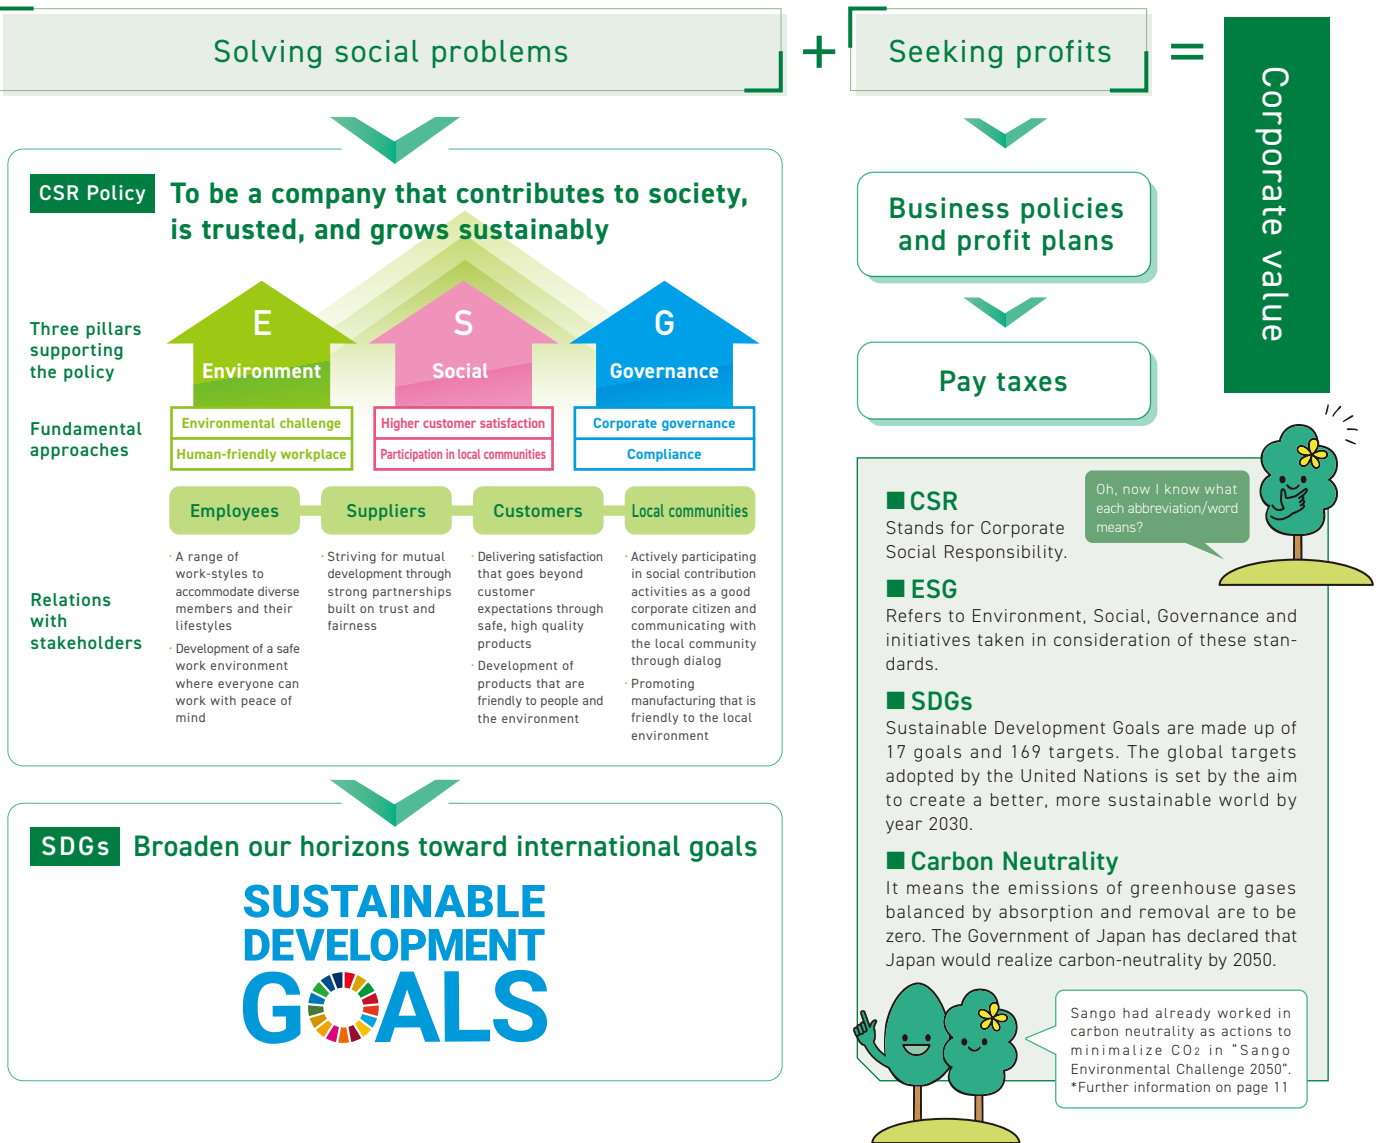 Solving social problems
+
Seeking profits
=
Corporate value
CSR Policy
To be a company that contributes to society,
is trusted, and grows sustainably
Three pillars
supporting
the policy
E
Environment
S
Social
G
Governance
Fundamental
approaches
Environmental challenge
Human-friendly workplace
Higher customer satisfaction
Participation in local communities
Corporate governance
Compliance
Relations
with
stakeholders
Employees
· A range of
work-styles to
accommodate diverse
members and their
lifestyles
· Development of a safe
work environment
where everyone can
work with peace of
mind
Suppliers
· Striving for mutual
development through
strong partnerships
built on trust and
fairness
Customers
· Delivering satisfaction
that goes beyond
customer
expectations through
safe, high quality
products
· Development of
products that are
friendly to people and
the environment
Local communities
· Actively participating
in social contribution
activities as a good
corporate citizen and
communicating with
the local community
through dialog
· Promoting
manufacturing that is
friendly to the local
environment
SDGs
Broaden our horizons toward international goals
SUSTAINABLE
DEVELOPMENT
GOALS
Business policies
and profit plans
Pay taxes
■ CSR
Stands for Corporate
Social Responsibility.
Oh, now I know what
each abbreviation/word
means?
■ ESG
Refers to Environment, Social, Governance and
initiatives taken in consideration of these stan-
dards.
■ SDGs
Sustainable Development Goals are made up of
17 goals and 169 targets. The global targets
adopted by the United Nations is set by the aim
to create a better, more sustainable world by
year 2030.
■ Carbon Neutrality
It means the emissions of greenhouse gases
balanced by absorption and removal are to be
zero. The Government of Japan has declared that
Japan would realize carbon-neutrality by 2050.
Sango had already worked in
carbon neutrality as actions to
minimalize CO2 in "Sango
Environmental Challenge 2050".
*Further information on page 11